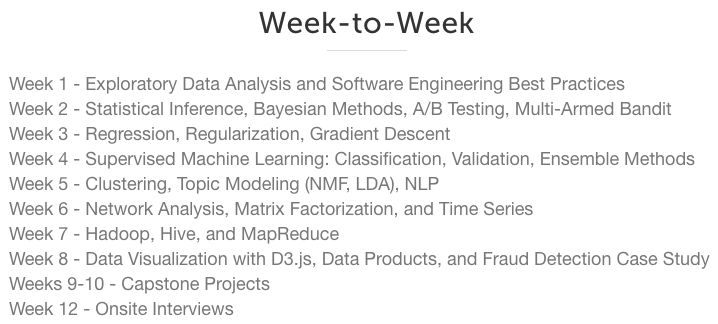 Week-to-Week
Week 1 - Exploratory Data Analysis and Software Engineering Best Practices
Week 2 - Statistical Inference, Bayesian Methods, A/B Testing, Multi-Armed Bandit
Week 3 - Regression, Regularization, Gradient Descent
Week 4 - Supervised Machine Learning: Classification, Validation, Ensemble Methods
Week 5 - Clustering, Topic Modeling (NMF, LDA), NLP
Week 6 - Network Analysis, Matrix Factorization, and Time Series
Week 7 - Hadoop, Hive, and MapReduce
Week 8 - Data Visualization with D3.js, Data Products, and Fraud Detection Case Study
Weeks 9-10 - Capstone Projects
Week 12 - Onsite Interviews